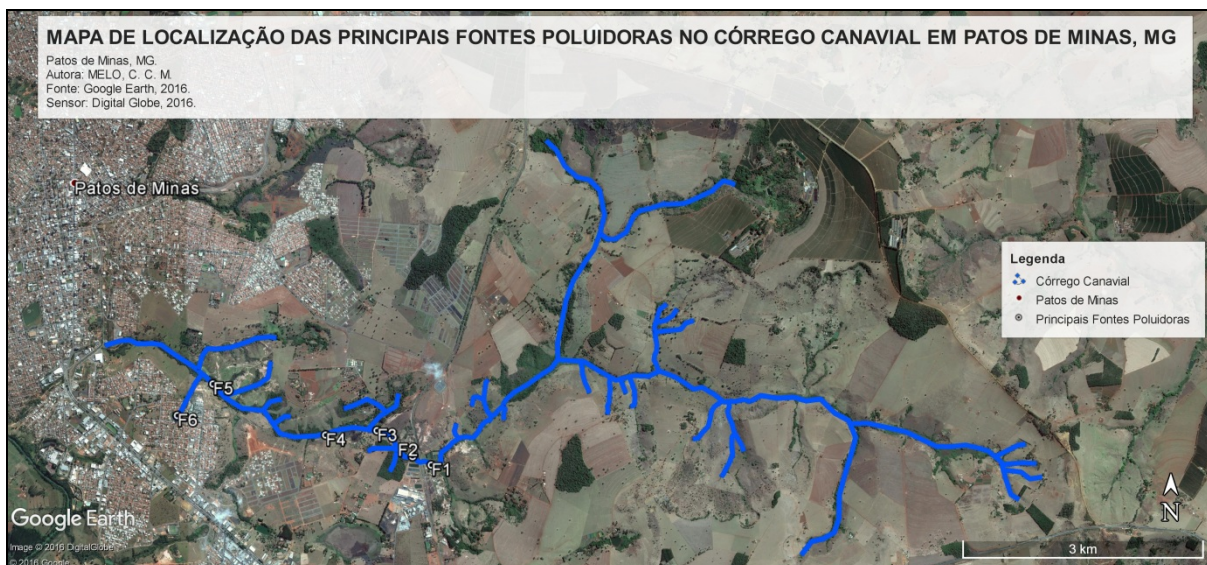 MAPA DE LOCALIZAÇÃO DAS PRINCIPAIS FONTES POLUIDORAS NO CÓRREGO CANAVIAL EM PATOS DE MINAS, MG
Patos de Minas, MG.
Autora: MELO, C. C. M.
Fonte: Google Earth, 2016.
Sensor: Digital Globe, 2016.
Patos de Minas
Legenda
Córrego Canavial
Patos de Minas
Principais Fontes Poluidoras
F5
F6
F4
F3
F2
F1
N
Google Earth
Image © 2016 DigitalGlobe
© 2016 Google
3 km